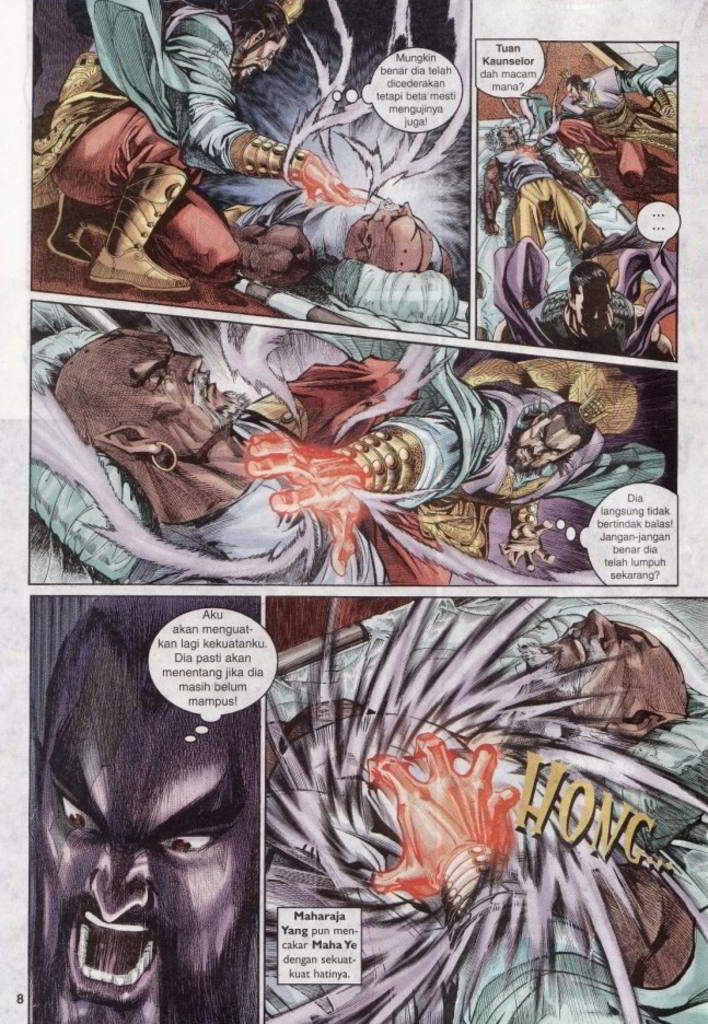 Mungkin
benar dia telah
dicederakan
tetapi beta mesti
mengujinya
juga!
Tuan
Kaunselor
dah macam
mana?
...
...
Dia
langsung tidak
bertindak balas!
Jangan-jangan
benar dia
telah lumpuh
sekarang?
Aku
akan menguat-
kan lagi kekuatanku.
Dia pasti akan
menentang jika dia
masih belum
mampus!
HONG...
Maharaja
Yang pun men-
cakar Maha Ye
dengan sekuat-
kuat hatinya.
8